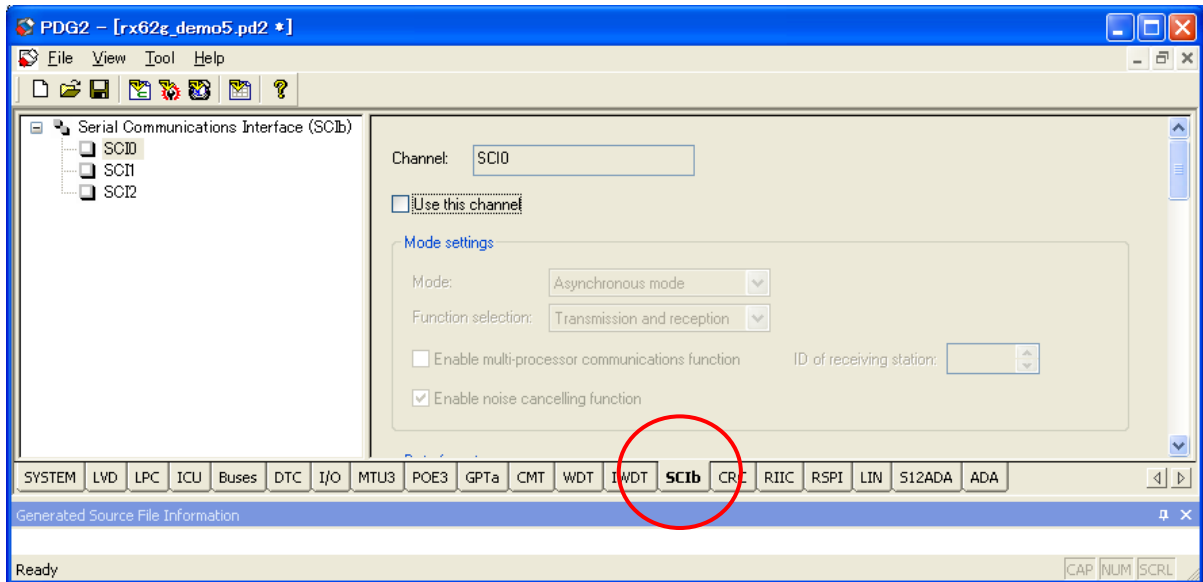 PDG2 - [rx62g_demo5.pd2 *]
File View Tool Help
Serial Communications Interface (SCIb)
SCI0
SCI1
SCI2
Channel: SCI0
Use this channel
Mode settings
Mode: Asynchronous mode
Function selection: Transmission and reception
Enable multi-processor communications function ID of receiving station:
Enable noise cancelling function
SYSTEM LVD LPC ICU Buses DTC I/O MTU3 POE3 GPTa CMT WDT IWDT SCIb CRC RIIC RSPI LIN S12ADA ADA
Generated Source File Information
Ready CAP NUM SCRL